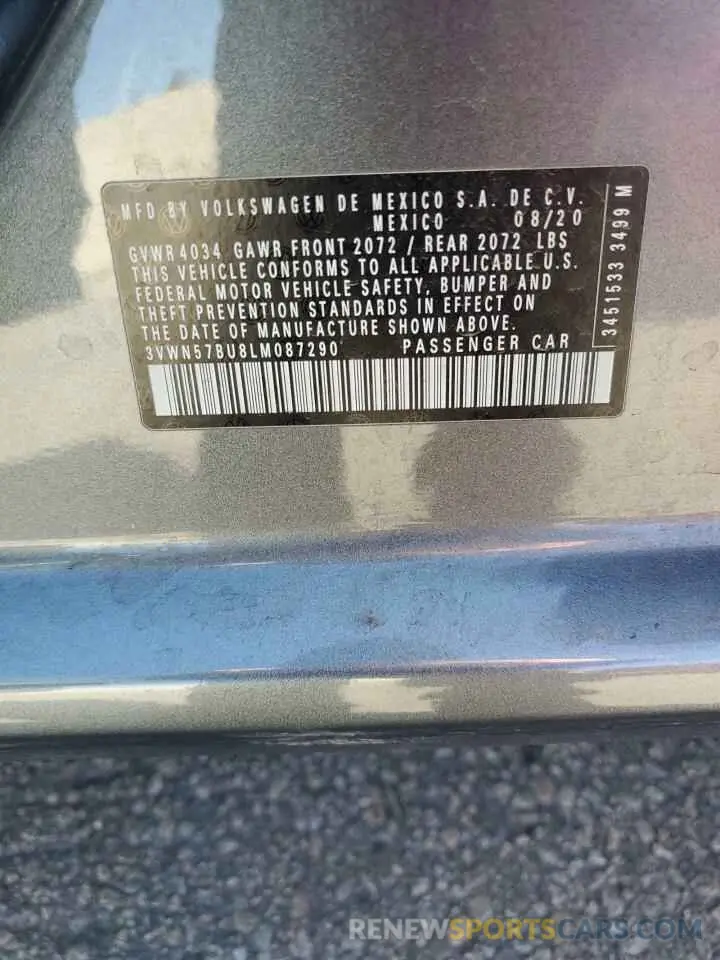 MFD BY VOLKSWAGEN DE MEXICO S.A. DE C.V.
MEXICO 08/20
GVWR 4034 GAWR FRONT 2072 / REAR 2072 LBS
THIS VEHICLE CONFORMS TO ALL APPLICABLE U.S.
FEDERAL MOTOR VEHICLE SAFETY, BUMPER AND
THEFT PREVENTION STANDARDS IN EFFECT ON
THE DATE OF MANUFACTURE SHOWN ABOVE.
3VWN57BU8LM087290 PASSENGER CAR
3451533 3499 M
RENEWSPORTSCARS.COM